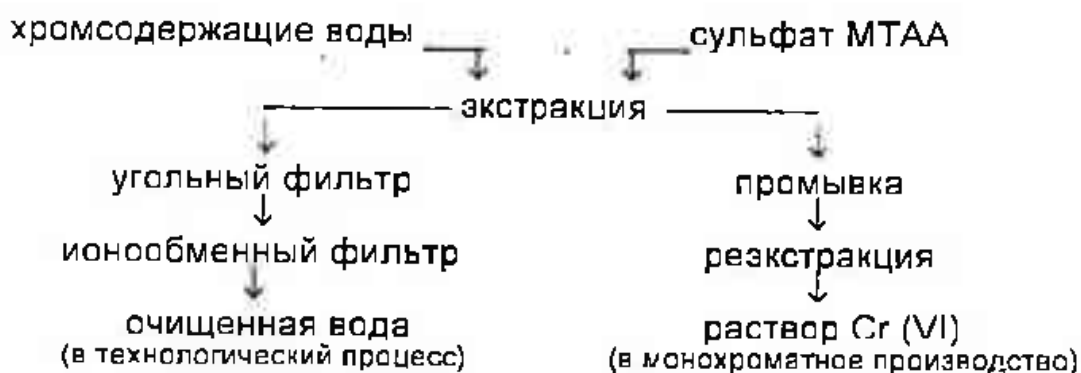 хромсодержащие воды
сульфат МТАА
экстракция
угольный фильтр
промывка
ионообменный фильтр
реэкстракция
очищенная вода
раствор Cr (VI)
(в технологический процесс)
(в монохроматное производство)